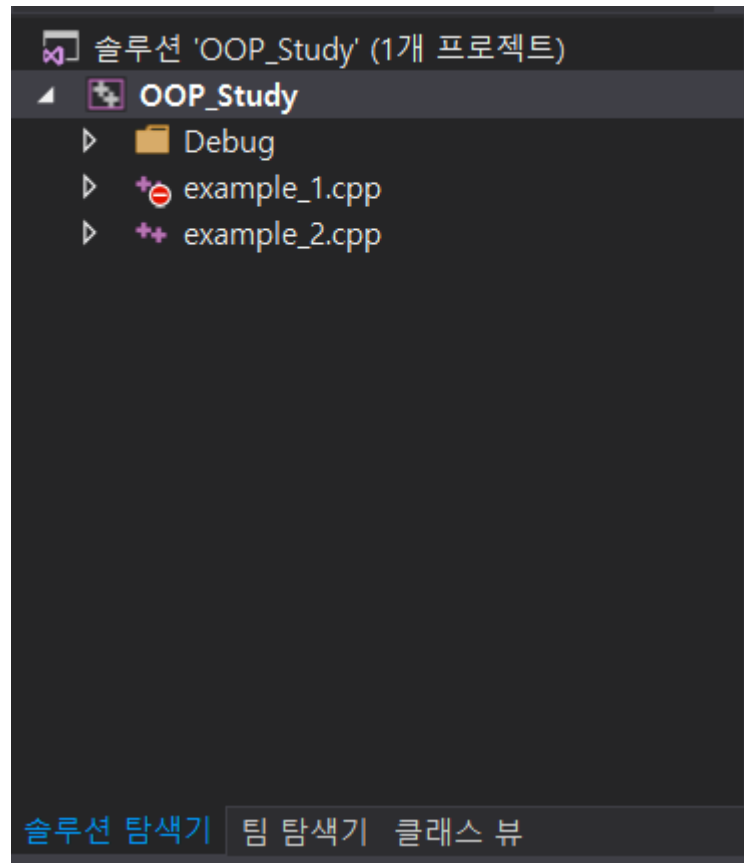 솔루션 'OOP_Study' (1개 프로젝트)
OOP_Study
Debug
example_1.cpp
example_2.cpp
솔루션 탐색기 팀 탐색기 클래스 뷰